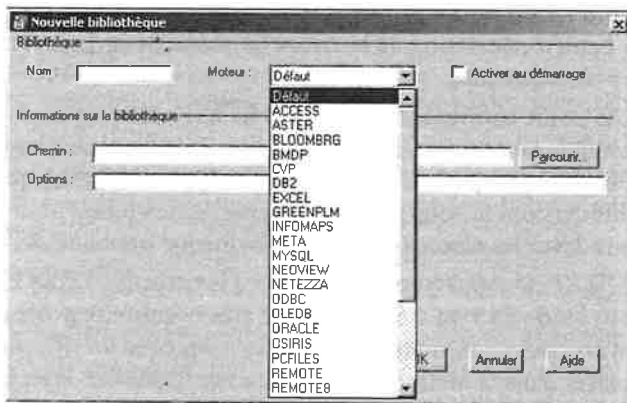 Nouvelle bibliothèque
Bibliothèque
Nom : Moteur : Défaut Activer au démarrage
Défaut
ACCESS
ASTER
Informations sur la bibliothèque
BLOOMBRG
BMDP
Chemin : Parcourir..
CVP
DB2
Options :
EXCEL
GREENPLM
INFOMAPS
META
MYSQL
NEOVIEW
NETEZZA
ODBC
OLEDB
ORACLE
OSIRIS
PCFILES
K Annuler Aide
REMOTE
REMOTE8